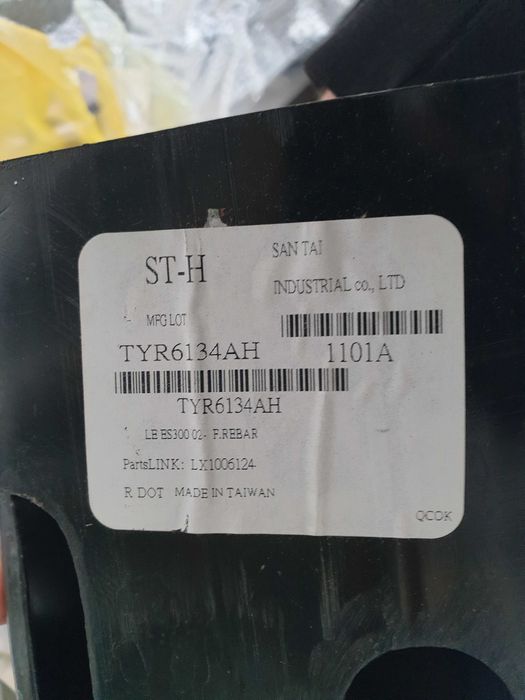 ST-H
SAN TAI
INDUSTRIAL co., LTD
MFG LOT
TYR6134AH
1101A
TYR6134AH
LE ES300 02- F.REBAR
PartsLINK: LX1006124
R DOT MADE IN TAIWAN
QCOK